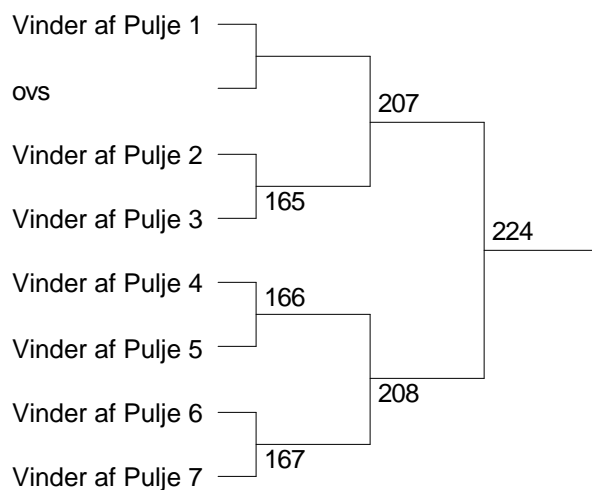 Vinder af Pulje 1
ovs
207
Vinder af Pulje 2
Vinder af Pulje 3
165
224
Vinder af Pulje 4
166
Vinder af Pulje 5
208
Vinder af Pulje 6
167
Vinder af Pulje 7